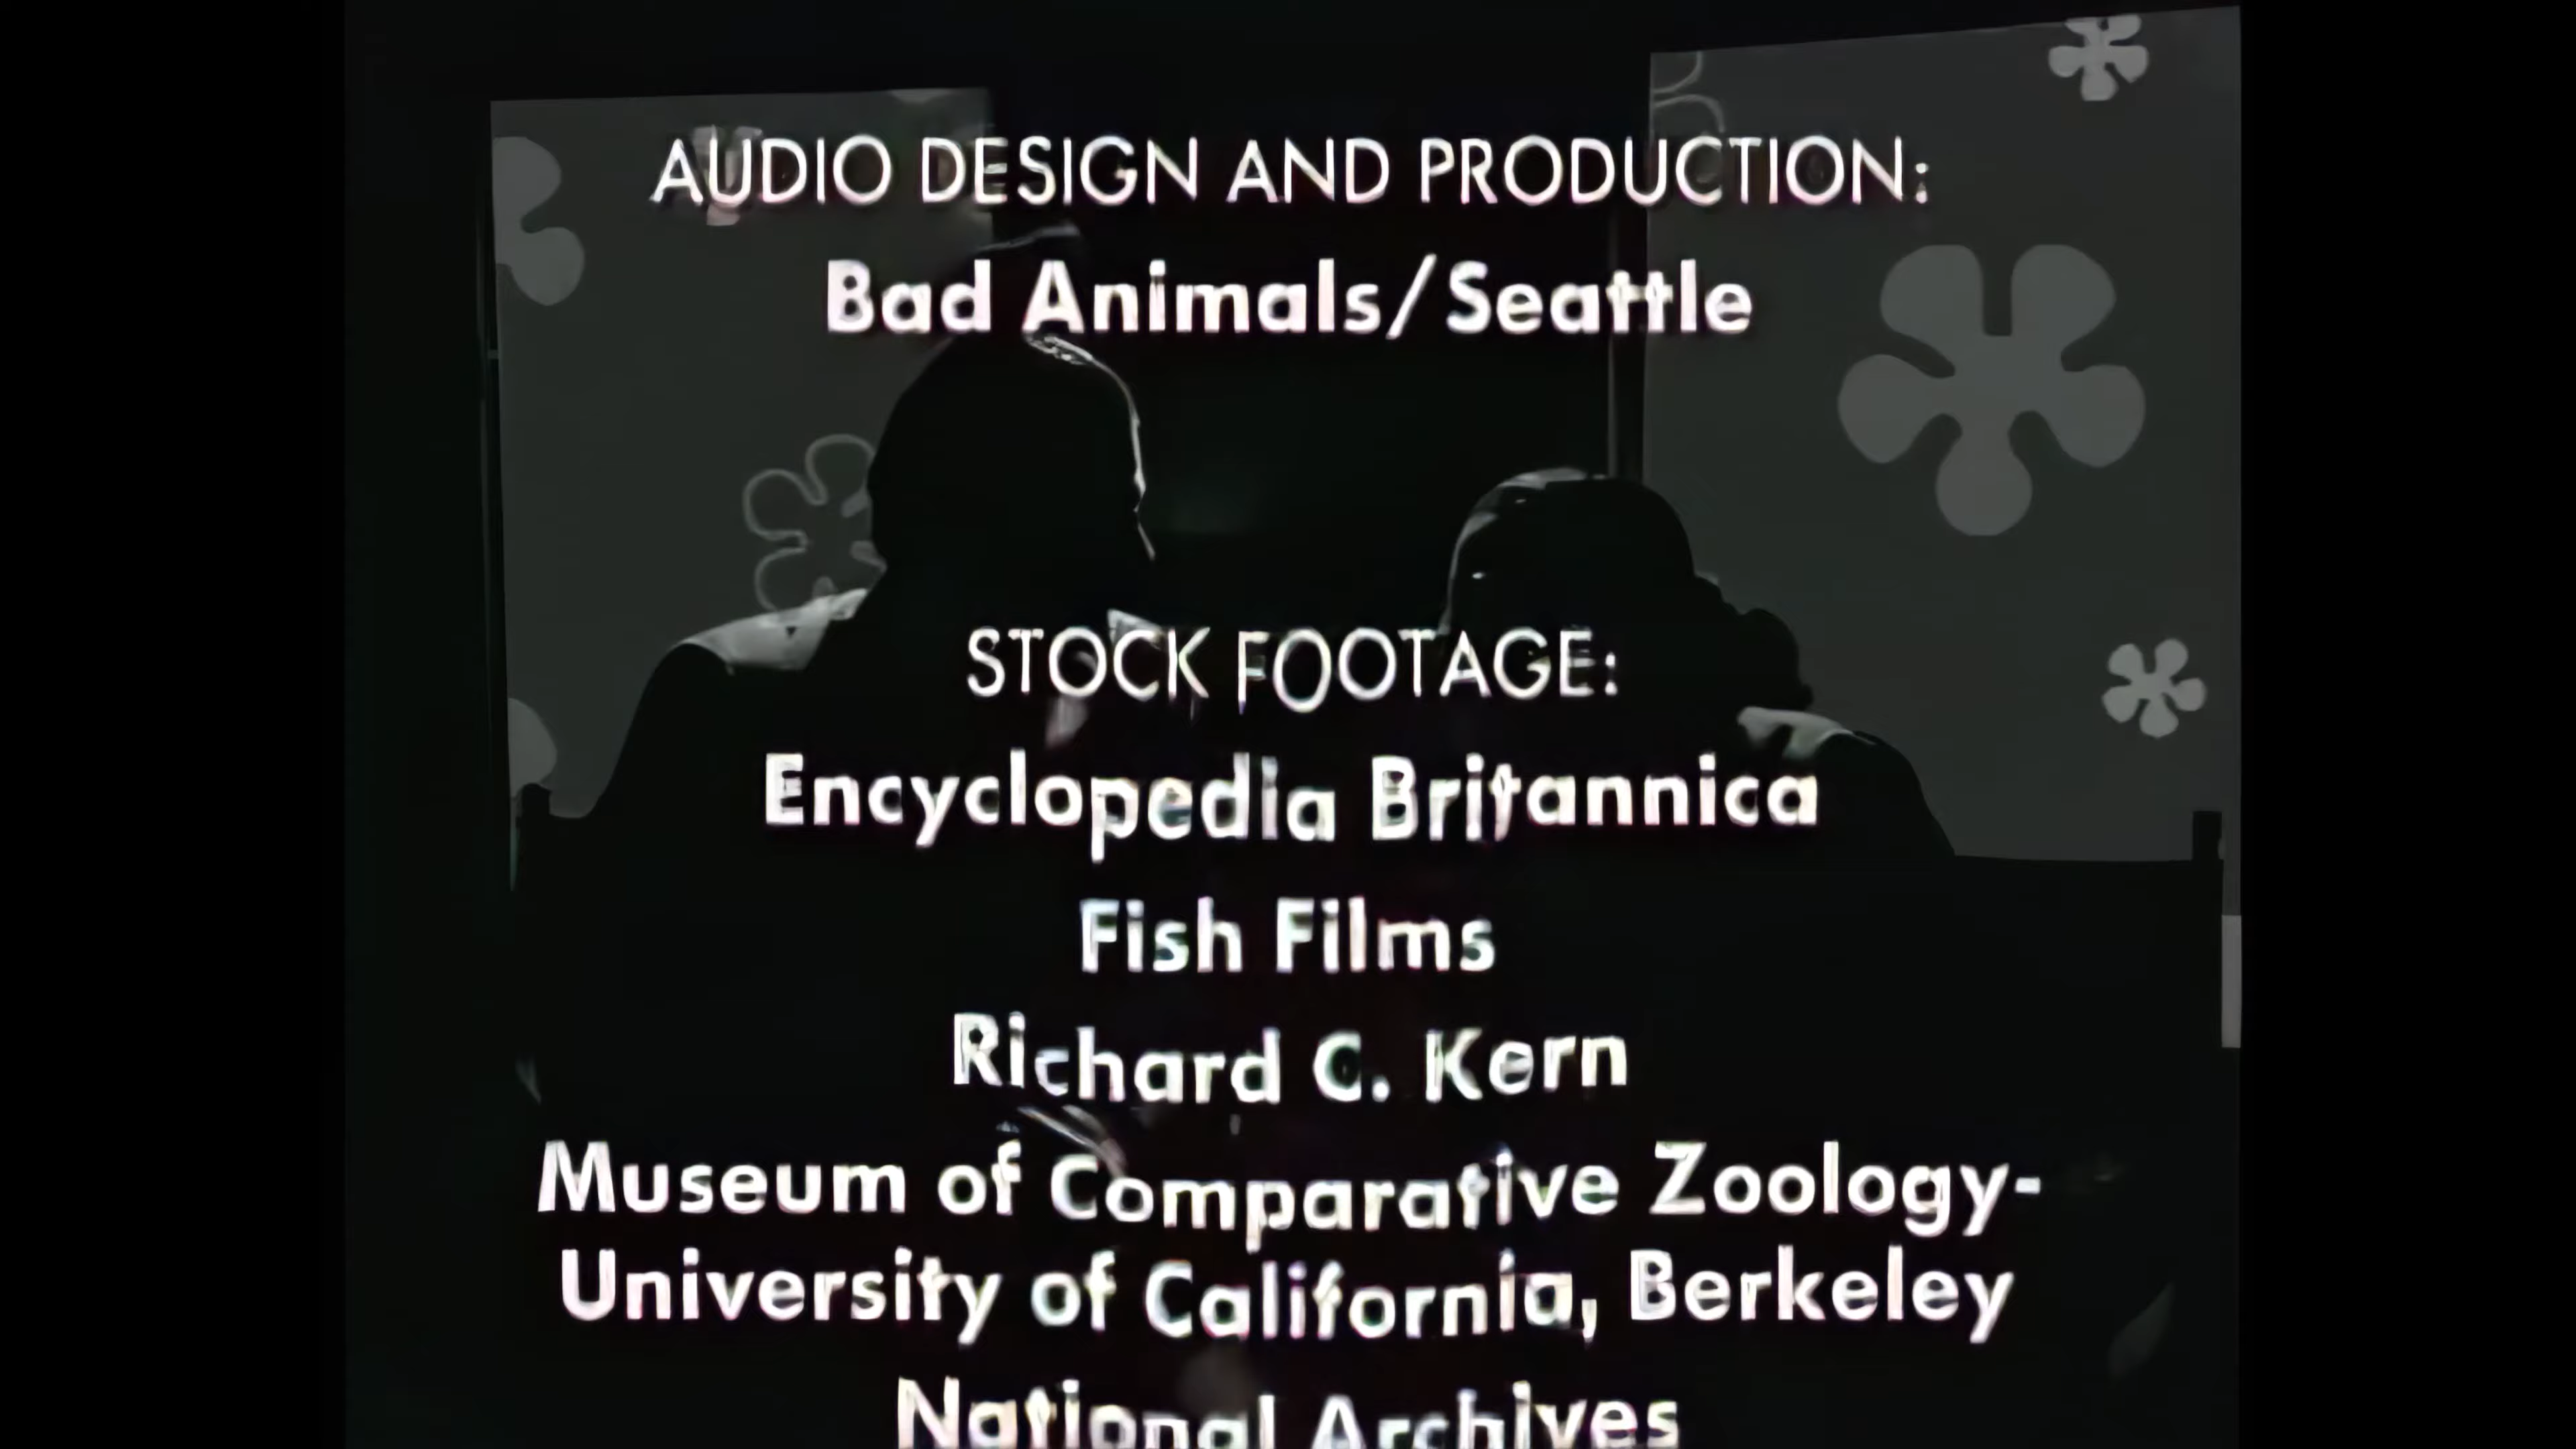 AUDIO DESIGN AND PRODUCTION:
Bad Animals/Seattle
STOCK FOOTAGE:
Encyclopedia Britannica
Fish Films
Richard C. Kern
Museum of Comparative Zoology-
University of California, Berkeley
National Archives